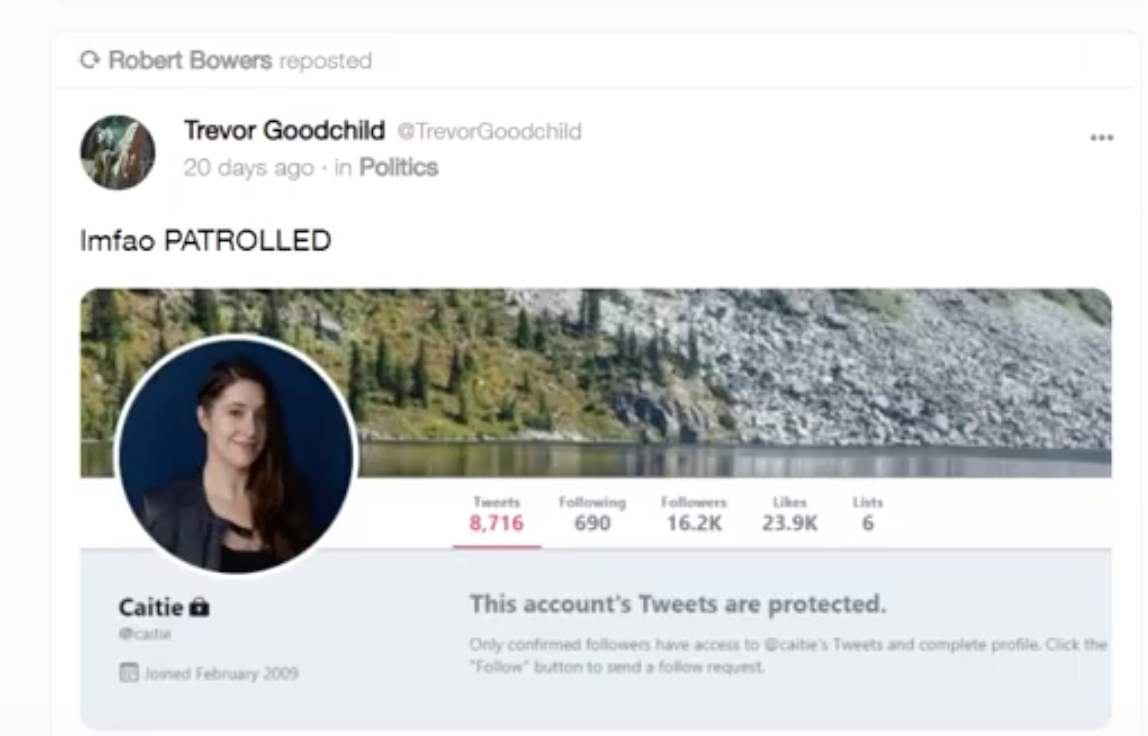 Robert Bowers reposted
Trevor Goodchild @TrevorGoodchild
20 days ago · in Politics
lmfao PATROLLED
Tweets Following Followers Likes Lists
8,716 690 16.2K 23.9K 6
Caitie
@caitie
Joined February 2009
This account's Tweets are protected.
Only confirmed followers have access to @caitie's Tweets and complete profile. Click the
"Follow" button to send a follow request.